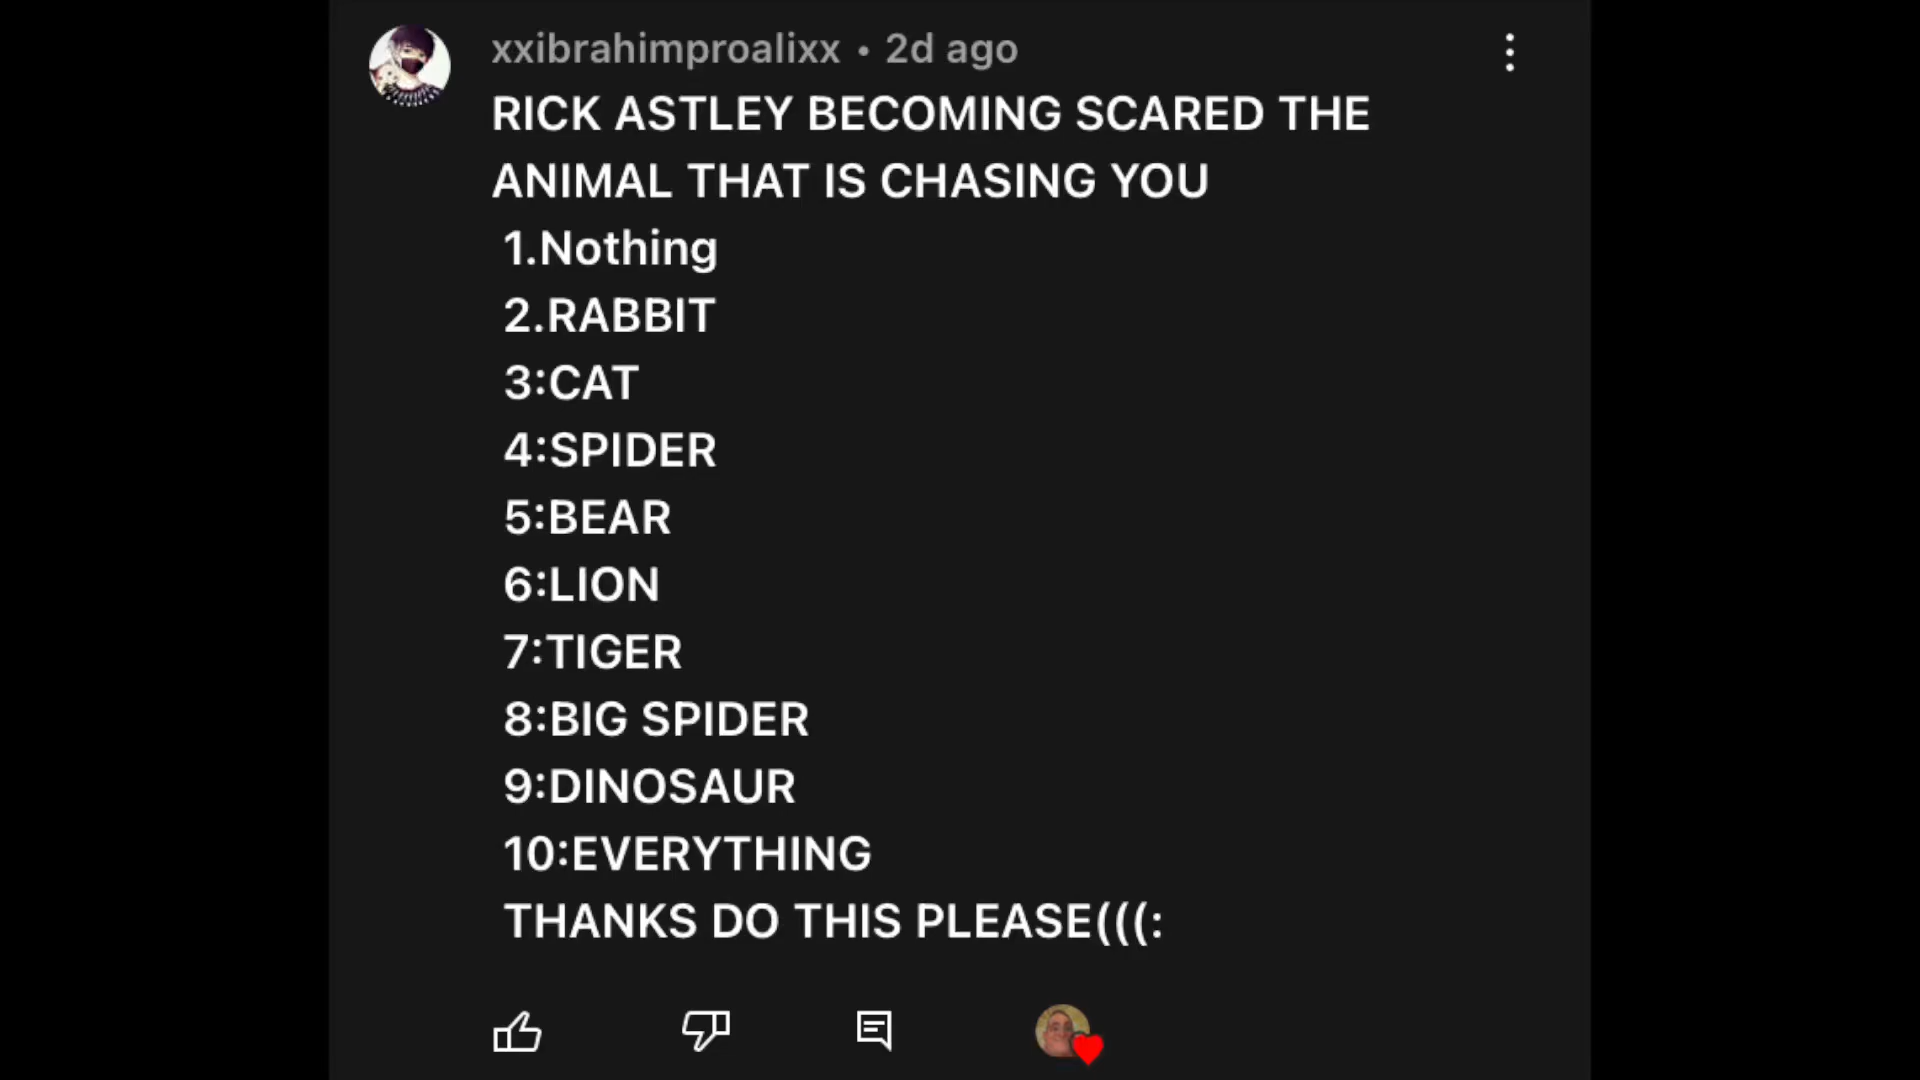 xxibrahimproalixx • 2d ago
RICK ASTLEY BECOMING SCARED THE
ANIMAL THAT IS CHASING YOU
1.Nothing
2.RABBIT
3:CAT
4:SPIDER
5:BEAR
6:LION
7:TIGER
8:BIG SPIDER
9:DINOSAUR
10:EVERYTHING
THANKS DO THIS PLEASE(((: